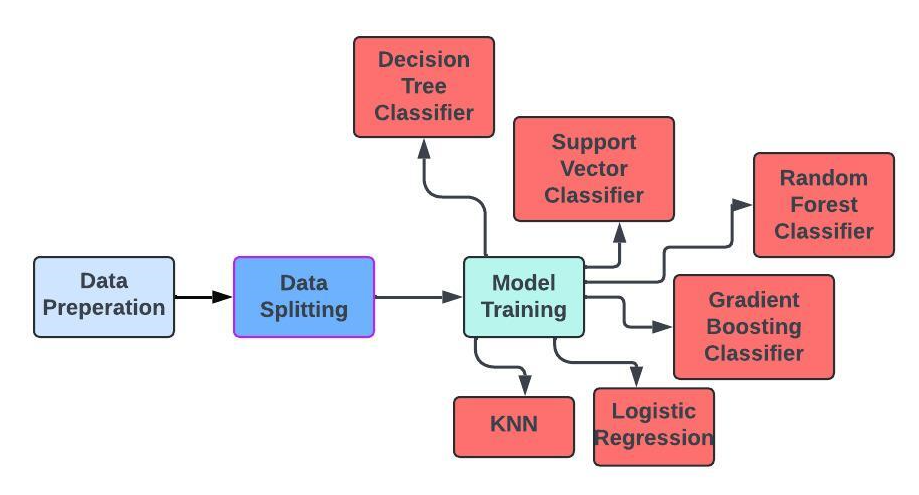 Decision
Tree
Classifier
Support
Vector
Classifier
Random
Forest
Classifier
Data
Preperation
Data
Splitting
Model
Training
Gradient
Boosting
Classifier
KNN
Logistic
Regression